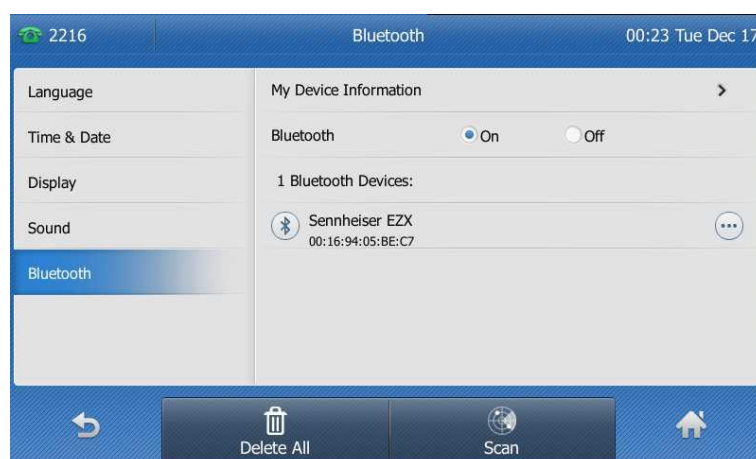 2216 Bluetooth 00:23 Tue Dec 17
Language
Time & Date
Display
Sound
Bluetooth
My Device Information
Bluetooth On Off
1 Bluetooth Devices:
Sennheiser EZX
00:16:94:05:BE:C7
Delete All
Scan